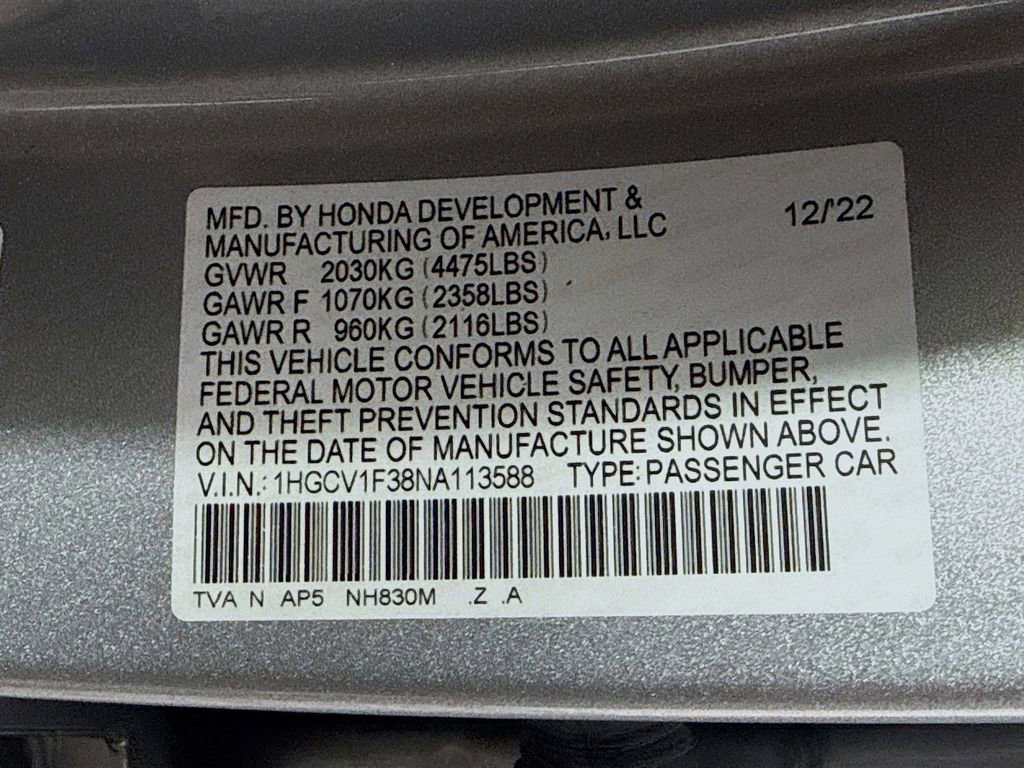 MFD. BY HONDA DEVELOPMENT &
MANUFACTURING OF AMERICA, LLC 12/'22
GVWR 2030KG (4475LBS)
GAWR F 1070KG (2358LBS)
GAWR R 960KG (2116LBS)
THIS VEHICLE CONFORMS TO ALL APPLICABLE
FEDERAL MOTOR VEHICLE SAFETY, BUMPER,
AND THEFT PREVENTION STANDARDS IN EFFECT
ON THE DATE OF MANUFACTURE SHOWN ABOVE.
V.I.N.: 1HGCV1F38NA113588 TYPE: PASSENGER CAR
TVA N AP5 NH830M .Z .A